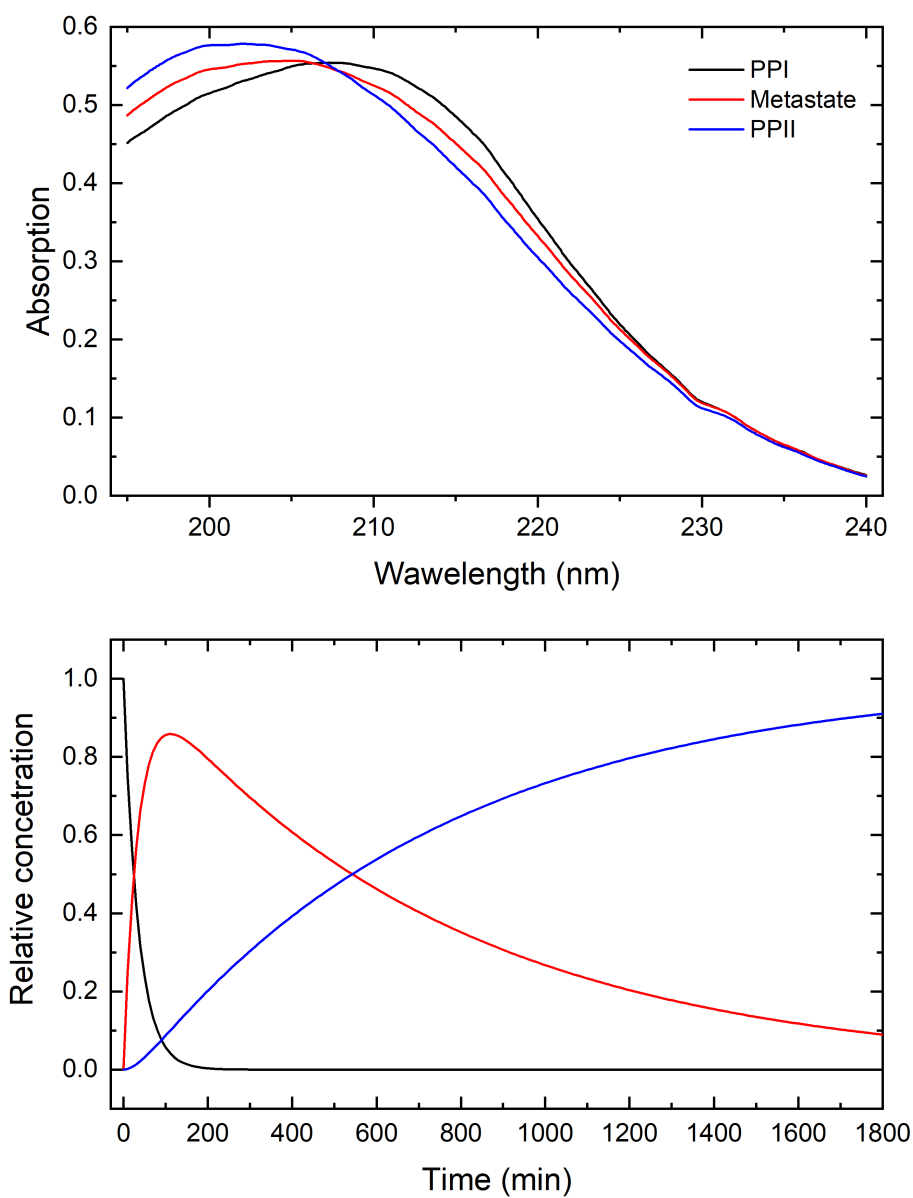 0.6
0.5
0.4
0.3
0.2
0.1
0.0
Absorption
PPI
Metastate
PPII
200 210 220 230 240
Wawelength (nm)
1.0
0.8
0.6
0.4
0.2
0.0
Relative concetration
0 200 400 600 800 1000 1200 1400 1600 1800
Time (min)